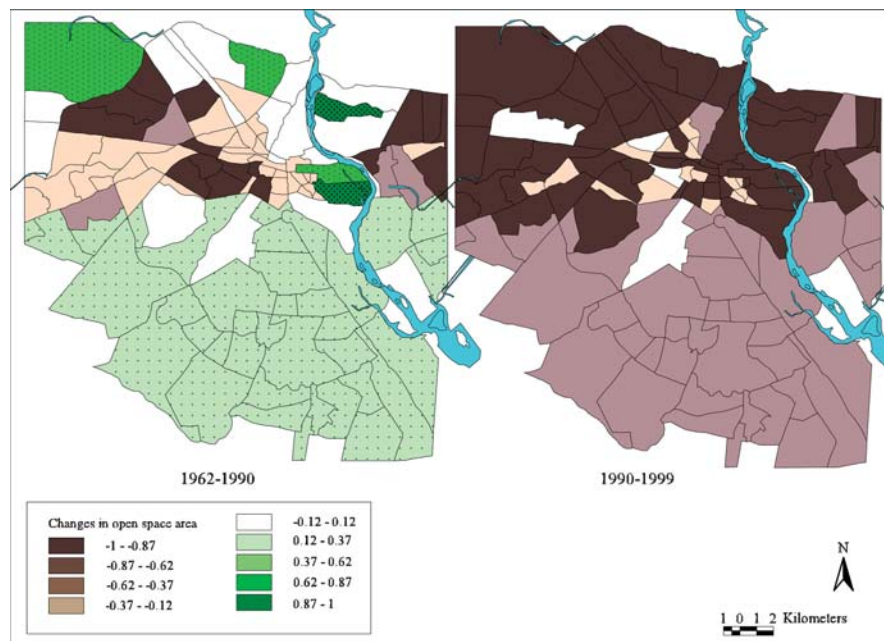 1962-1990
1990-1999
Changes in open space area
-1 - -0.87
-0.87 - -0.62
-0.62 - -0.37
-0.37 - -0.12
-0.12 - 0.12
0.12 - 0.37
0.37 - 0.62
0.62 - 0.87
0.87 - 1
N
1 0 1 2 Kilometers